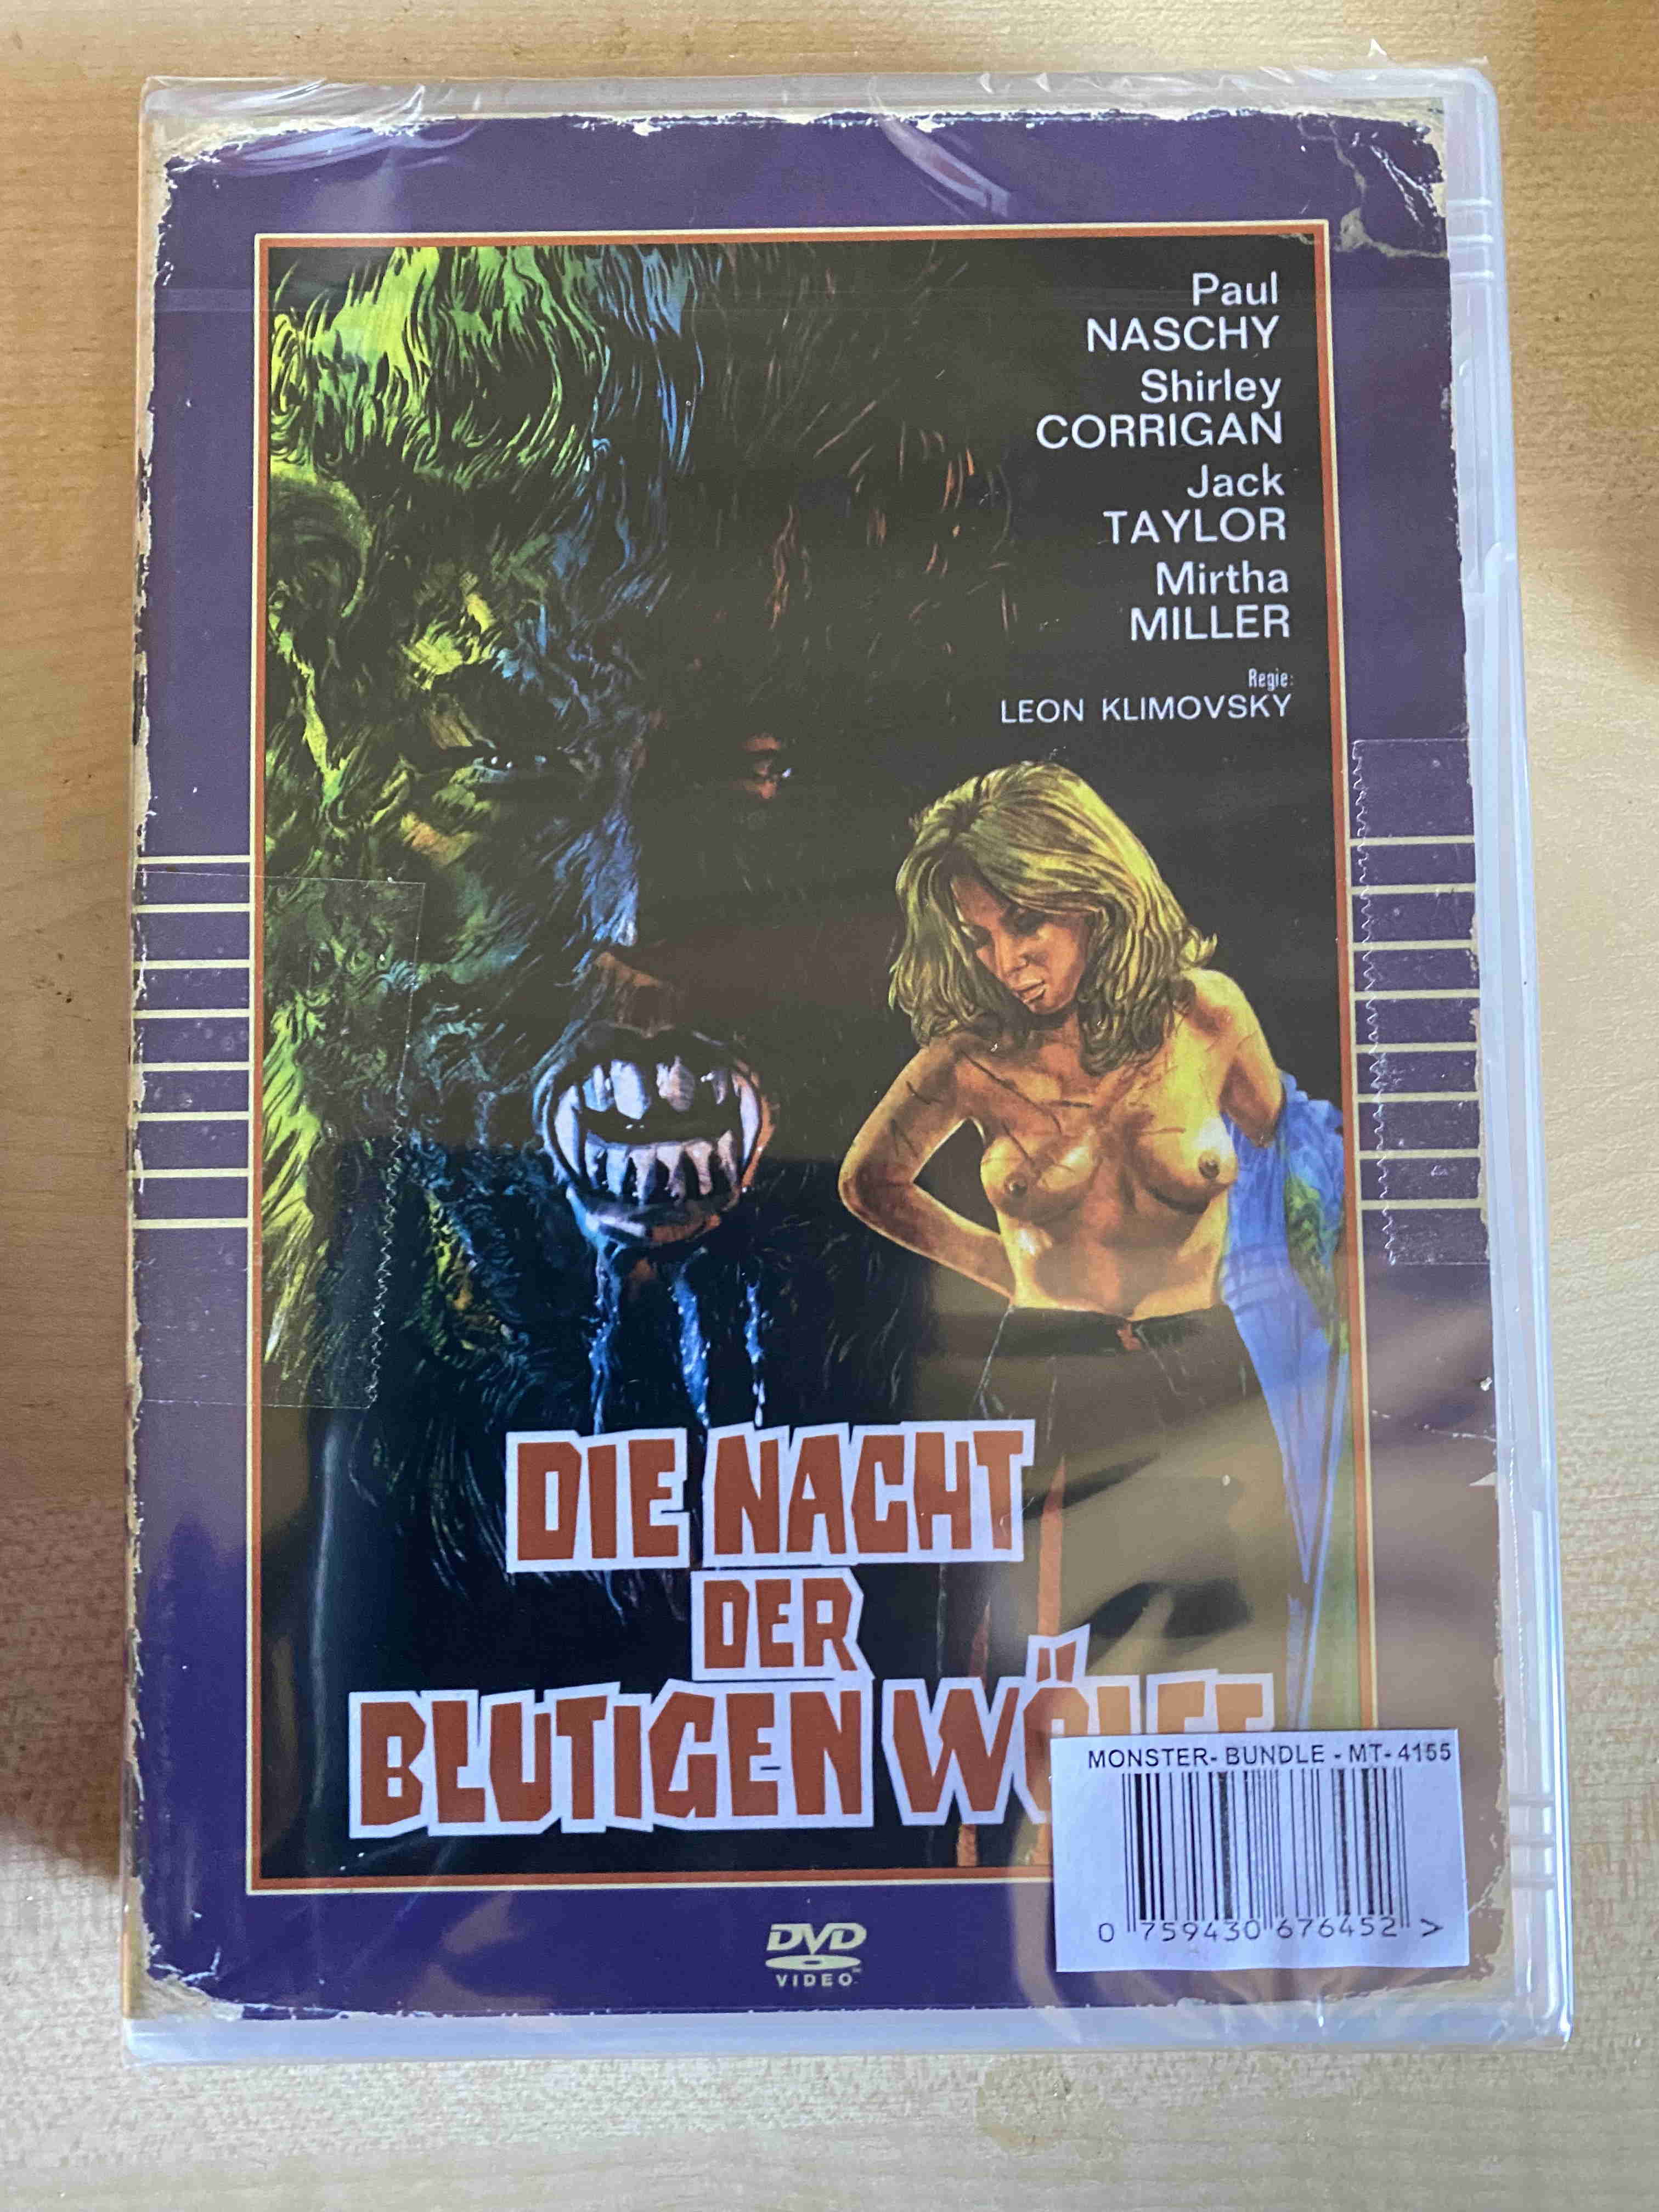 Paul
NASCHY
Shirley
CORRIGAN
Jack
TAYLOR
Mirtha
MILLER
Regie:
LEON KLIMOVSKY
DIE NACHT
DER
BLUTIGEN WÖLFE
MONSTER- BUNDLE - MT- 4155
0 759430 676452 >
DVD
VIDEO